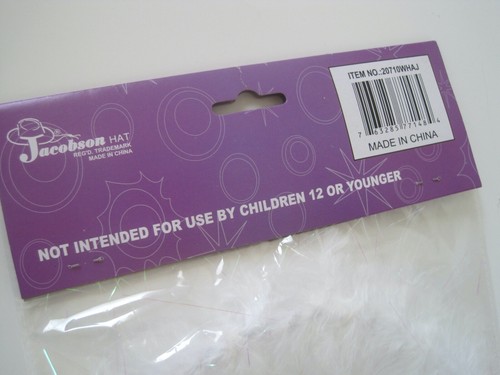 Jacobson HAT
REG'D. TRADEMARK
MADE IN CHINA
ITEM NO.:20710WHAJ
MADE IN CHINA
NOT INTENDED FOR USE BY CHILDREN 12 OR YOUNGER